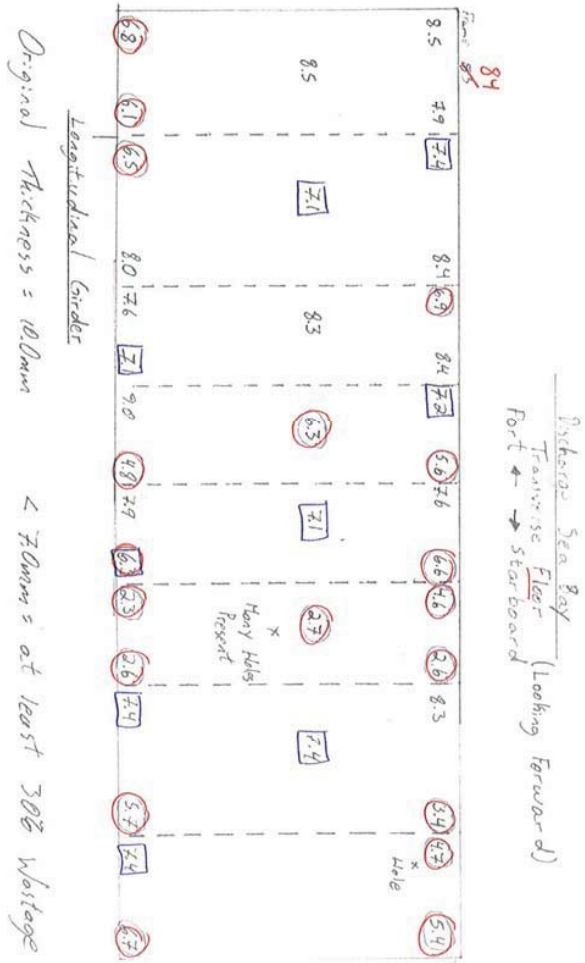 Discharge Sea Bay
Transverse Floor (Looking Forward)
Port ← → Starboard
84
Frame 83
8.5 7.9 7.4 8.4 6.9 8.4 7.2 5.6 7.6 6.6 4.6 2.6 8.3 3.4 4.7 5.4
x
Hole
8.5 7.1 8.3 6.3 7.1 2.7 7.4
x
Many Holes
Present
6.8 6.1 6.5 8.0 7.6 7.1 9.0 4.8 7.9 6.3 2.3 2.6 7.4 5.7 7.4 6.7
Longitudinal Girder
Original Thickness = 10.0mm < 7.0mm = at least 30% Wastage